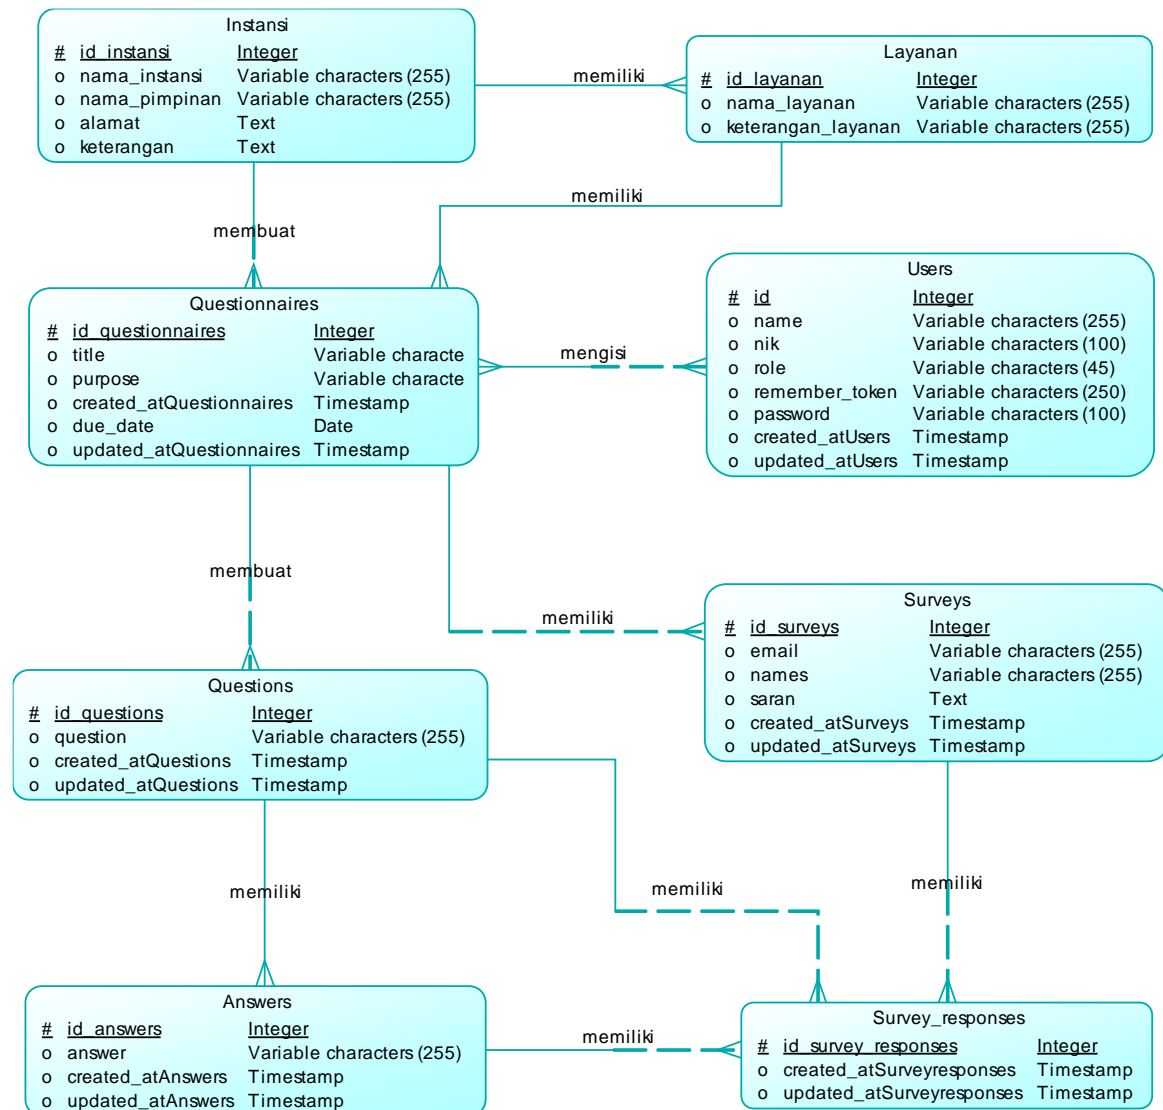 Instansi
# id_instansi Integer
o nama_instansi Variable characters (255)
o nama_pimpinan Variable characters (255)
o alamat Text
o keterangan Text
memiliki
Layanan
# id_layanan Integer
o nama_layanan Variable characters (255)
o keterangan_layanan Variable characters (255)
memiliki
membuat
Questionnaires
# id_questionnaires Integer
o title Variable characte
o purpose Variable characte
o created_atQuestionnaires Timestamp
o due_date Date
o updated_atQuestionnaires Timestamp
mengisi
Users
# id Integer
o name Variable characters (255)
o nik Variable characters (100)
o role Variable characters (45)
o remember_token Variable characters (250)
o password Variable characters (100)
o created_atUsers Timestamp
o updated_atUsers Timestamp
membuat
memiliki
Surveys
# id_surveys Integer
o email Variable characters (255)
o names Variable characters (255)
o saran Text
o created_atSurveys Timestamp
o updated_atSurveys Timestamp
Questions
# id_questions Integer
o question Variable characters (255)
o created_atQuestions Timestamp
o updated_atQuestions Timestamp
memiliki
memiliki
memiliki
Answers
# id_answers Integer
o answer Variable characters (255)
o created_atAnswers Timestamp
o updated_atAnswers Timestamp
memiliki
Survey_responses
# id_survey_responses Integer
o created_atSurveyresponses Timestamp
o updated_atSurveyresponses Timestamp